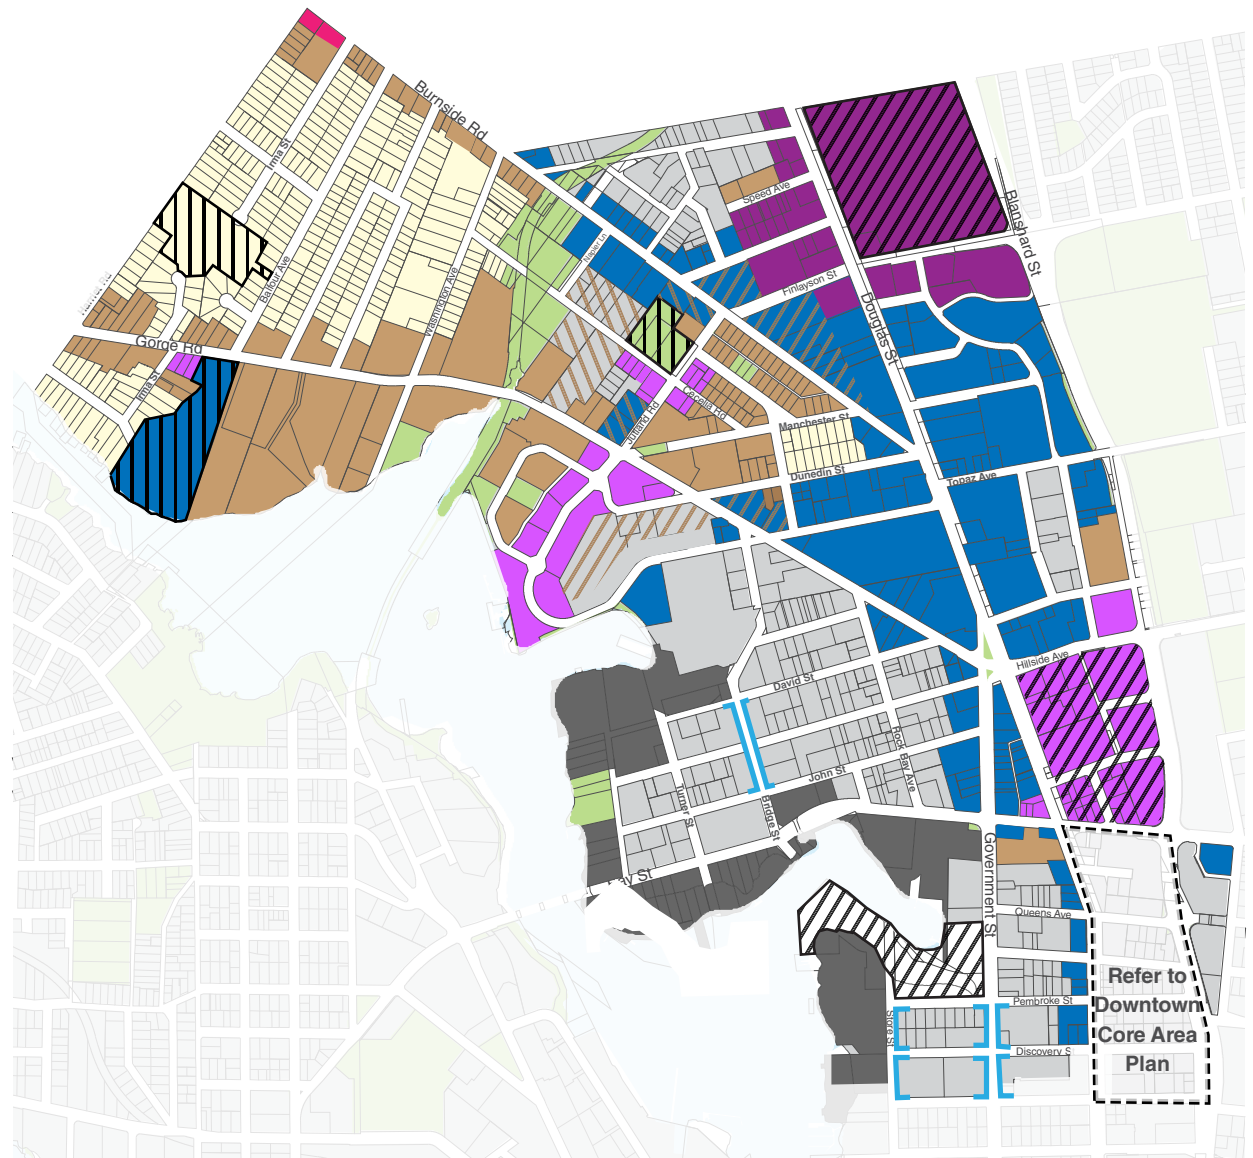 Burnside Rd
Irma St
Balfour Ave
Washington Ave
Gorge Rd
Irma St
Speed Ave
Napier Ln
Finlayson St
Blanshard St
Douglas St
Cecelia Rd
Jutland Rd
Manchester St
Dunedin St
Topaz Ave
Hillside Ave
David St
Rock Bay Ave
John St
Turner St
Bridge St
Bay St
Government St
Queens Ave
Pembroke St
Store St
Discovery S
Refer to
Downtown
Core Area
Plan